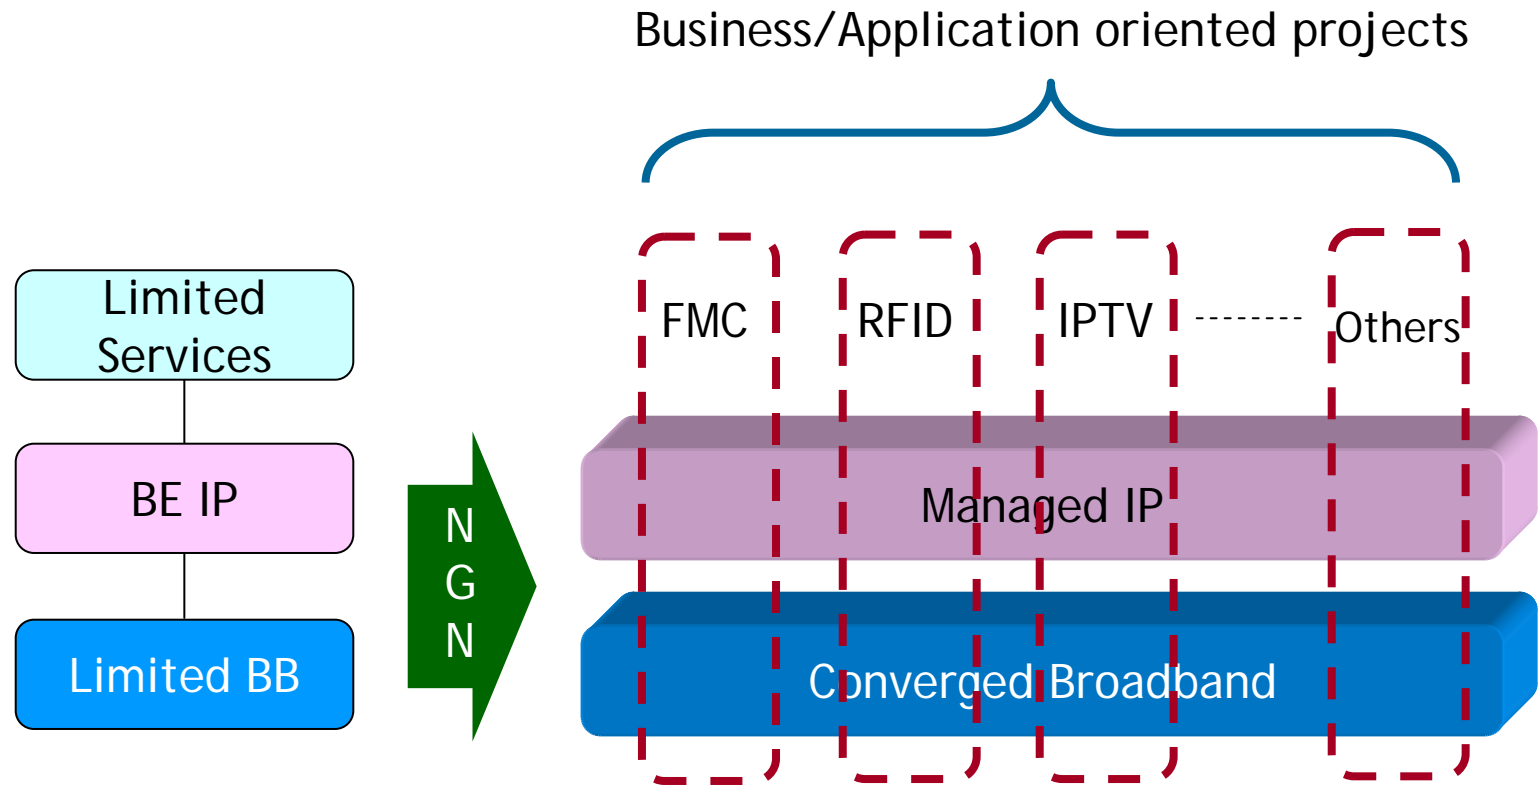 Business/Application oriented projects
Limited
Services
BE IP
Limited BB
N
G
N
FMC
RFID
IPTV
Others
Managed IP
Converged Broadband